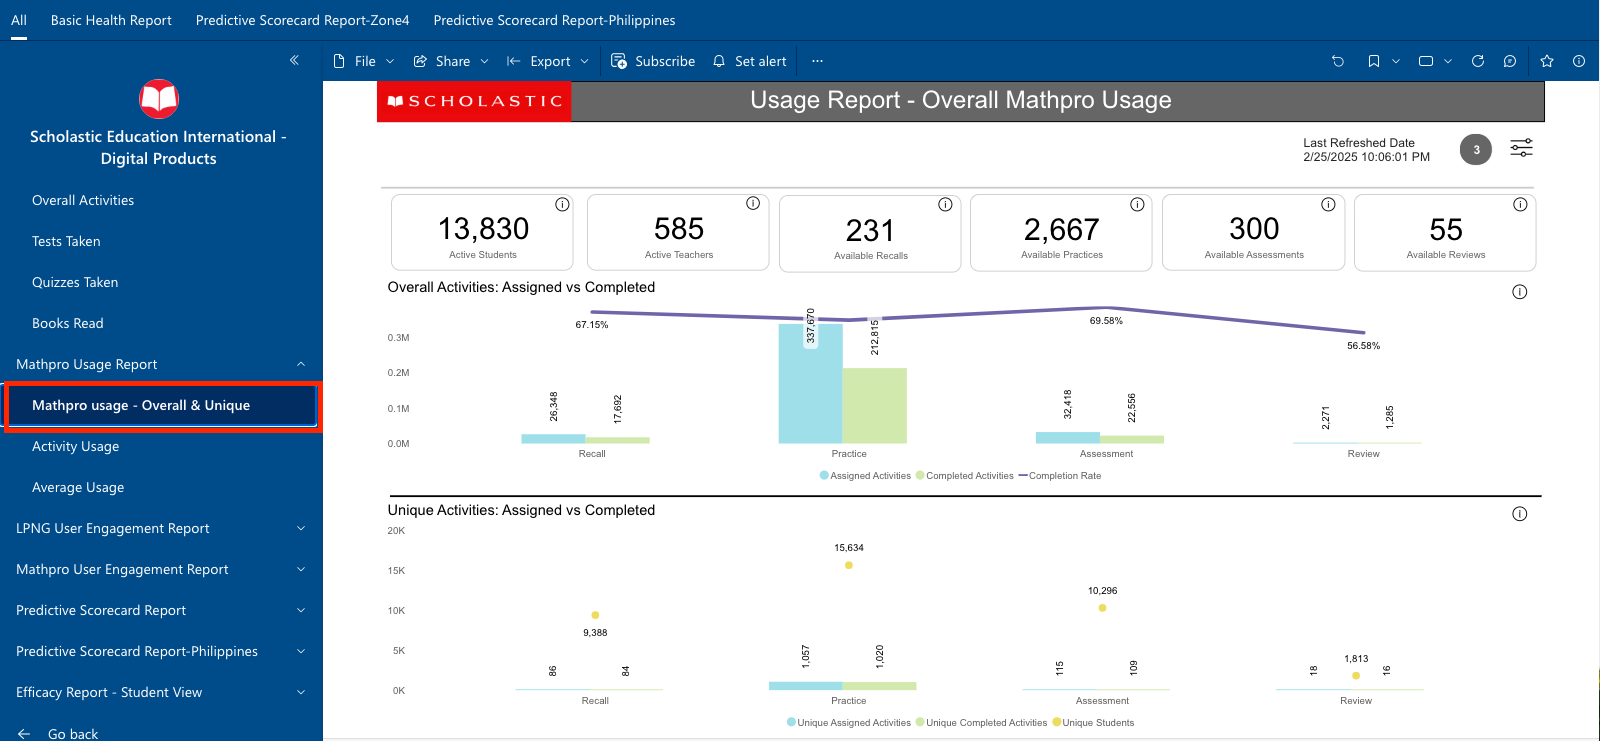 All Basic Health Report Predictive Scorecard Report-Zone4 Predictive Scorecard Report-Philippines
File Share Export Subscribe Set alert ...
Scholastic Education International -
Digital Products
Overall Activities
Tests Taken
Quizzes Taken
Books Read
Mathpro Usage Report
Mathpro usage - Overall & Unique
Activity Usage
Average Usage
LPNG User Engagement Report
Mathpro User Engagement Report
Predictive Scorecard Report
Predictive Scorecard Report-Philippines
Efficacy Report - Student View
Go back
SCHOLASTIC
Usage Report - Overall Mathpro Usage
Last Refreshed Date
2/25/2025 10:06:01 PM
3
13,830 585 231 2,667 300 55
Active Students Active Teachers Available Recalls Available Practices Available Assessments Available Reviews
Overall Activities: Assigned vs Completed
67.15% 69.58% 56.58%
0.3M
0.2M
0.1M
0.0M
26,348 17,692 337,670 212,815 32,418 22,556 2,271 1,285
Recall Practice Assessment Review
Assigned Activities Completed Activities Completion Rate
Unique Activities: Assigned vs Completed
20K
15K
10K
5K
0K
9,388 15,634 10,296 1,813
86 84 1,057 1,020 115 109 18 16
Recall Practice Assessment Review
Unique Assigned Activities Unique Completed Activities Unique Students